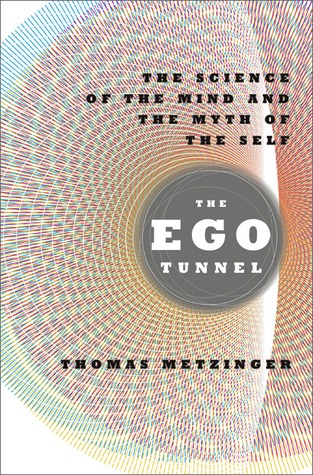 THE SCIENCE
OF THE MIND AND
THE MYTH OF
THE SELF
THE
EGO
TUNNEL
THOMAS METZINGER